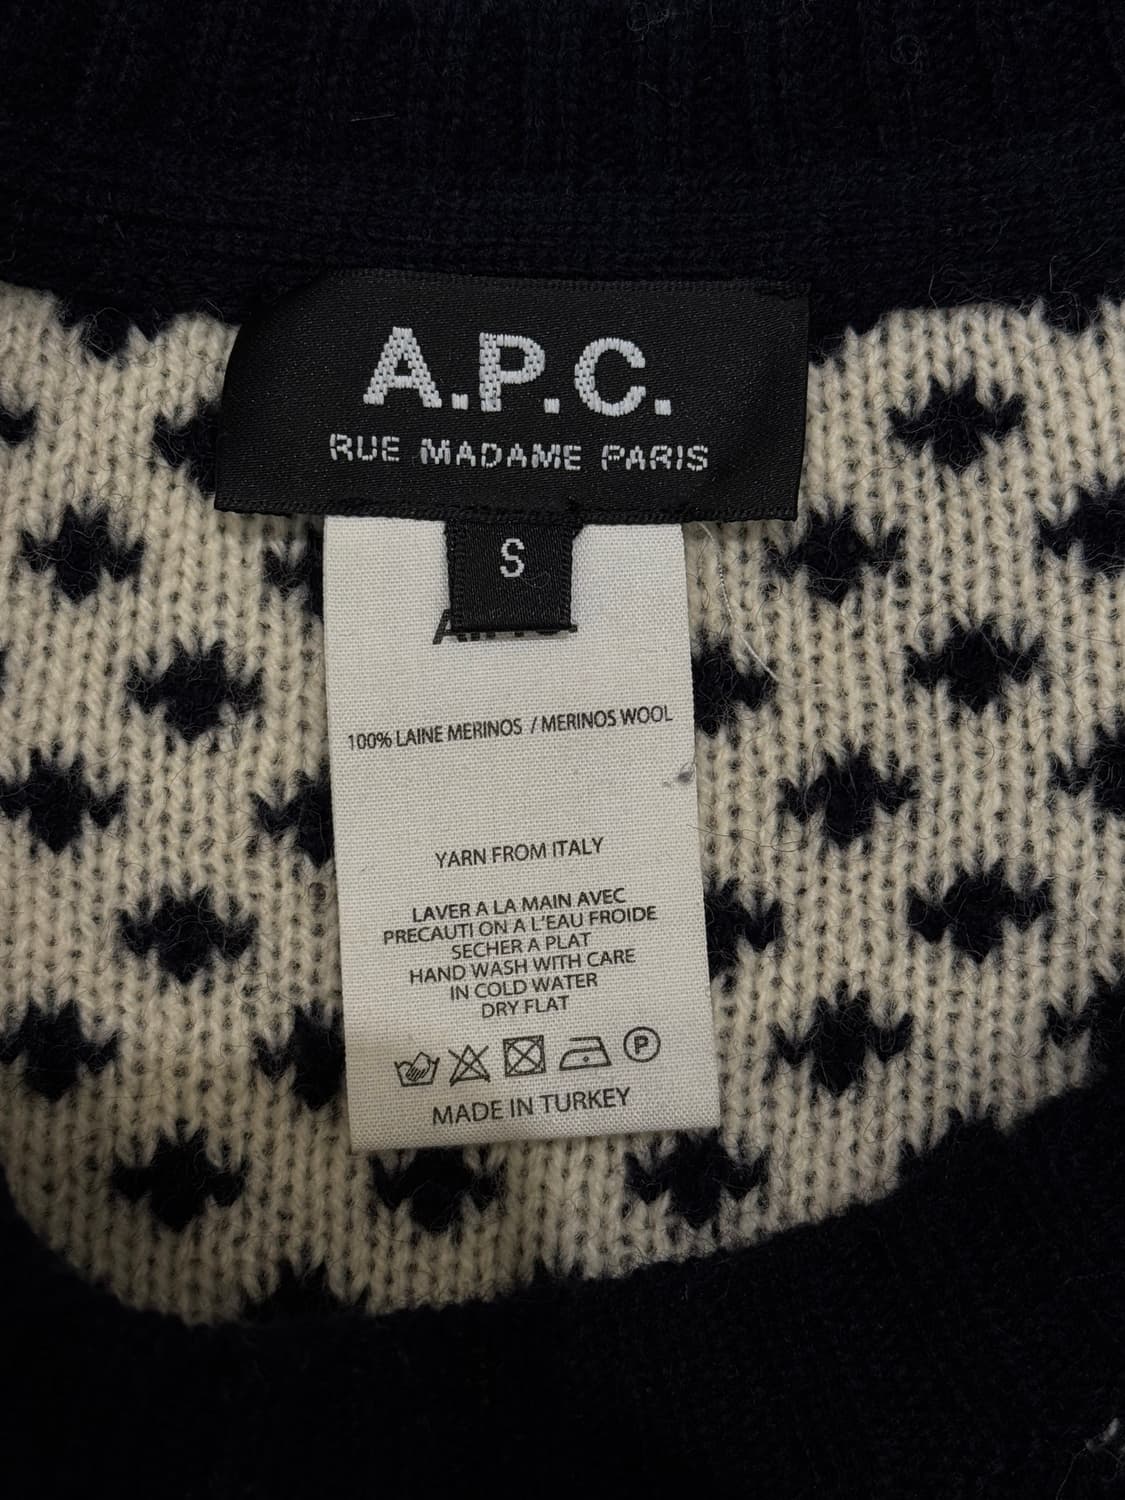 A.P.C.
RUE MADAME PARIS
S
100% LAINE MERINOS / MERINOS WOOL
YARN FROM ITALY
LAVER A LA MAIN AVEC
PRECAUTI ON A L'EAU FROIDE
SECHER A PLAT
HAND WASH WITH CARE
IN COLD WATER
DRY FLAT
P
MADE IN TURKEY